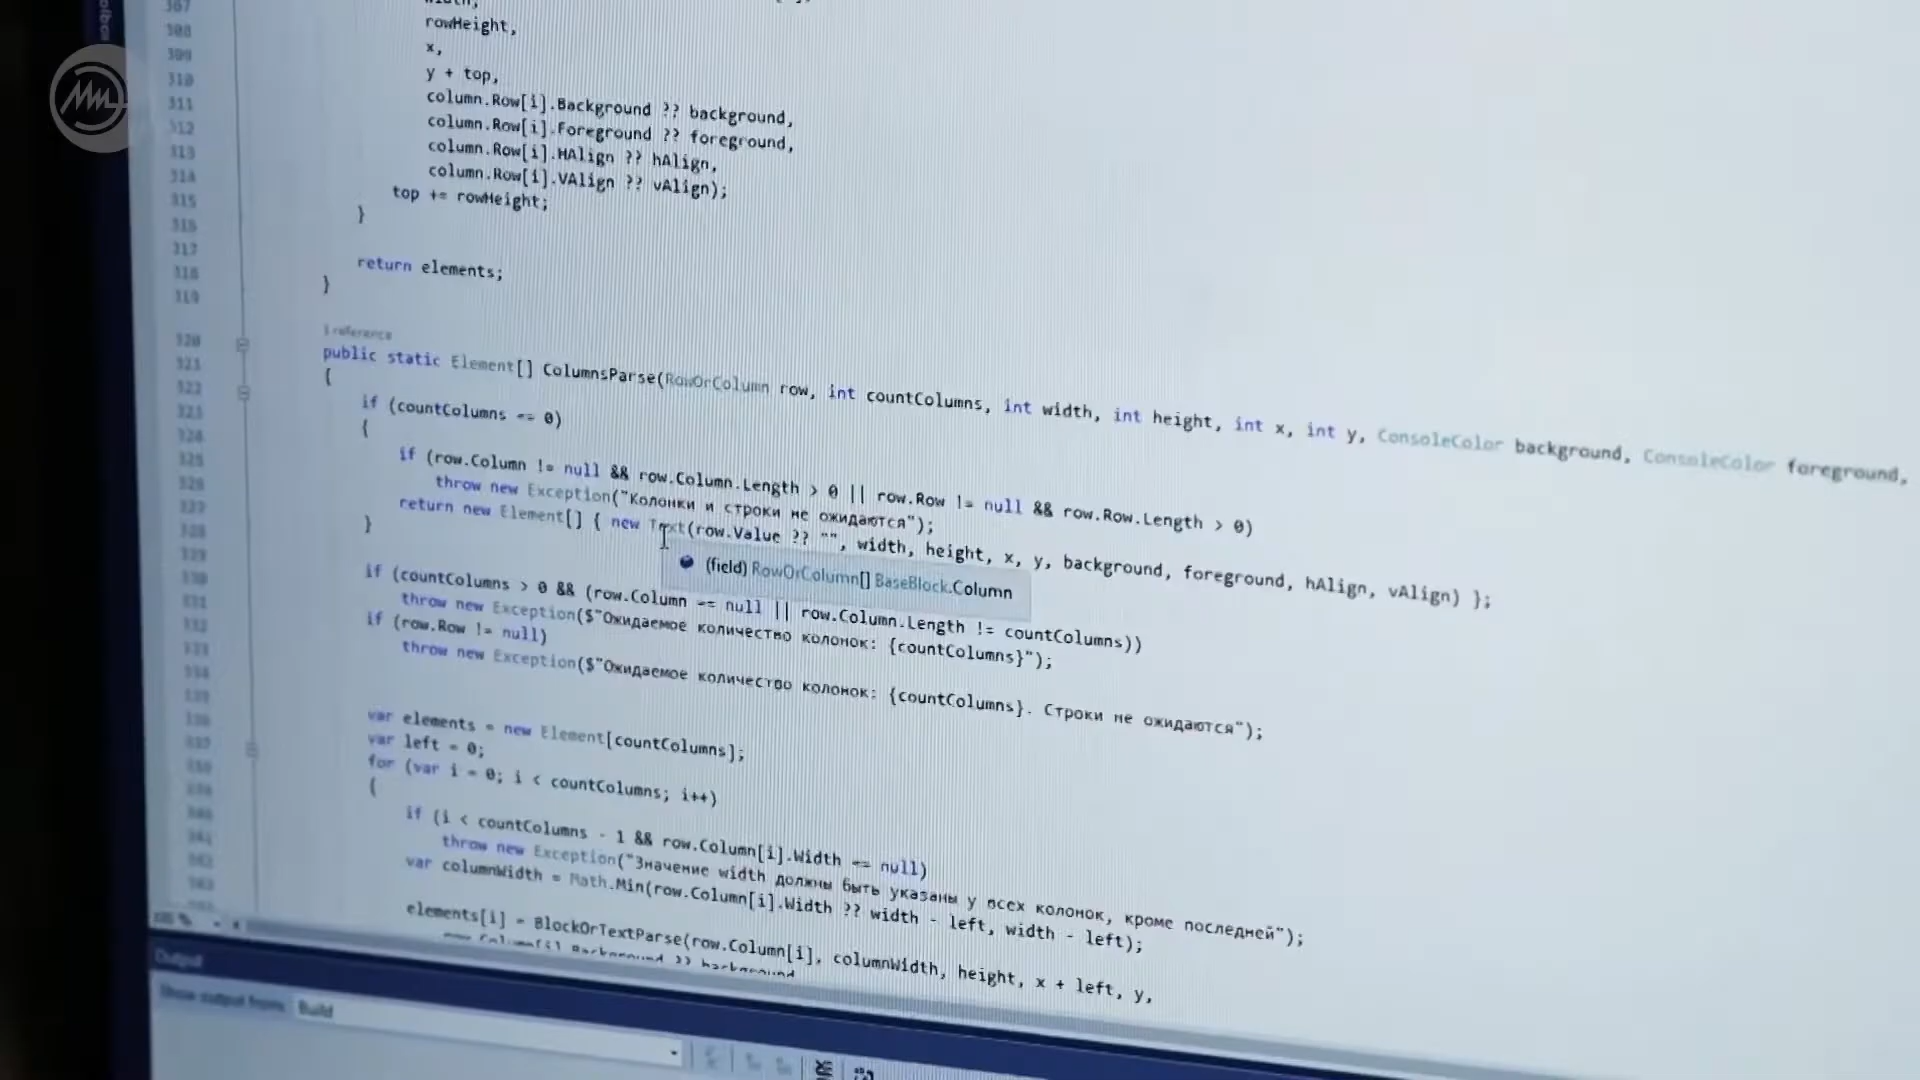 rowHeight,
x,
y + top,
column.Row[i].Background ?? background,
column.Row[i].Foreground ?? foreground,
column.Row[i].HAlign ?? hAlign,
column.Row[i].VAlign ?? vAlign);
top += rowHeight;
}
return elements;
}
1 reference
public static Element[] ColumnsParse(RowOrColumn row, int countColumns, int width, int height, int x, int y, ConsoleColor background, ConsoleColor foreground,
{
if (countColumns == 0)
{
if (row.Column != null && row.Column.Length > 0 || row.Row != null && row.Row.Length > 0)
throw new Exception("Колонки и строки не ожидаются");
return new Element[] { new Text(row.Value ?? "", width, height, x, y, background, foreground, hAlign, vAlign) };
}
(field) RowOrColumn[] BaseBlock.Column
if (countColumns > 0 && (row.Column == null || row.Column.Length != countColumns))
throw new Exception($"Ожидаемое количество колонок: {countColumns}");
if (row.Row != null)
throw new Exception($"Ожидаемое количество колонок: {countColumns}. Строки не ожидаются");
var elements = new Element[countColumns];
var left = 0;
for (var i = 0; i < countColumns; i++)
{
if (i < countColumns - 1 && row.Column[i].Width == null)
throw new Exception("Значение width должны быть указаны у всех колонок, кроме последней");
var columnWidth = Math.Min(row.Column[i].Width ?? width - left, width - left);
elements[i] = BlockOrTextParse(row.Column[i], columnWidth, height, x + left, y,
Output
Show output from: Build